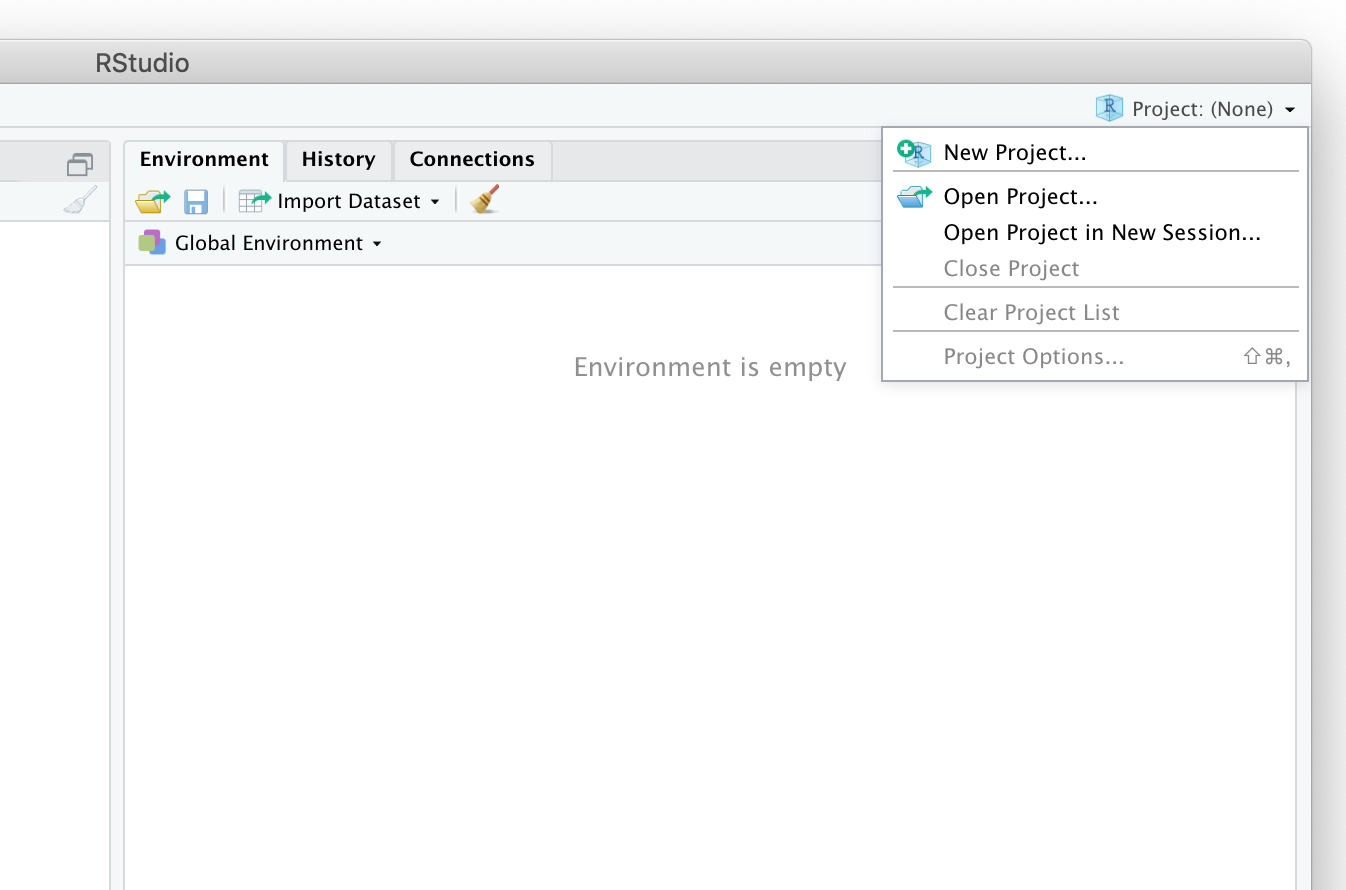 RStudio
Project: (None)
Environment History Connections
Import Dataset
Global Environment
Environment is empty
New Project...
Open Project...
Open Project in New Session...
Close Project
Clear Project List
Project Options... ⇧⌘,